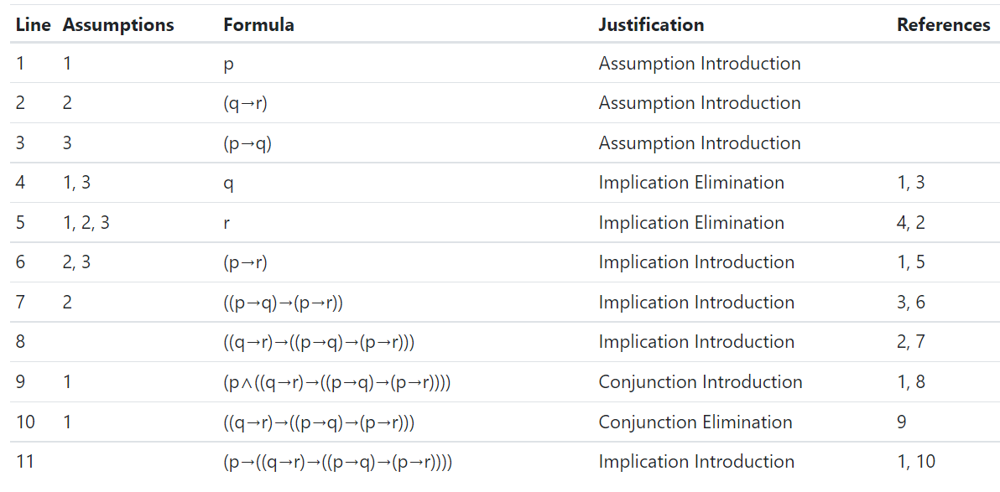 Line Assumptions Formula Justification References
1 1 p Assumption Introduction
2 2 (q→r) Assumption Introduction
3 3 (p→q) Assumption Introduction
4 1, 3 q Implication Elimination 1, 3
5 1, 2, 3 r Implication Elimination 4, 2
6 2, 3 (p→r) Implication Introduction 1, 5
7 2 ((p→q)→(p→r)) Implication Introduction 3, 6
8 ((q→r)→((p→q)→(p→r))) Implication Introduction 2, 7
9 1 (p∧((q→r)→((p→q)→(p→r)))) Conjunction Introduction 1, 8
10 1 ((q→r)→((p→q)→(p→r))) Conjunction Elimination 9
11 (p→((q→r)→((p→q)→(p→r)))) Implication Introduction 1, 10